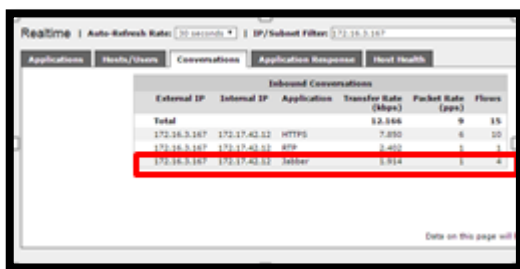 Realtime | Auto-Refresh Rate: 30 seconds | IP/Subnet Filter: 172.16.3.167
Applications Hosts/Users Conversations Application Response Host Health
Inbound Conversations
External IP Internal IP Application Transfer Rate (kbps) Packet Rate (pps) Flows
Total 12.166 9 15
172.16.3.167 172.17.42.12 HTTPS 7.850 6 10
172.16.3.167 172.17.42.12 RTP 2.402 1 1
172.16.3.167 172.17.42.12 Jabber 1.914 1 4
Data on this page will